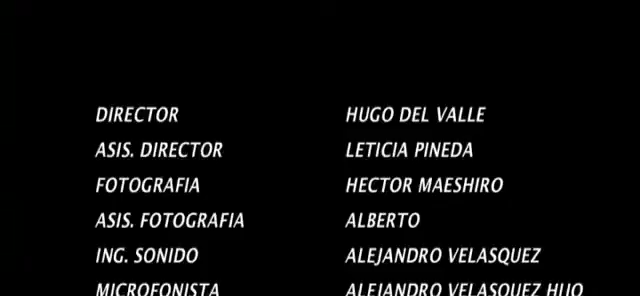 DIRECTOR HUGO DEL VALLE
ASIS. DIRECTOR LETICIA PINEDA
FOTOGRAFIA HECTOR MAESHIRO
ASIS. FOTOGRAFIA ALBERTO
ING. SONIDO ALEJANDRO VELASQUEZ
MICROFONISTA ALEJANDRO VELASQUEZ HIJO